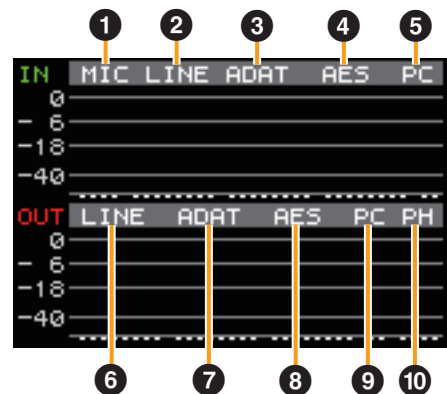 1 2 3 4 5
IN MIC LINE ADAT AES PC
0
- 6
-18
-40
OUT LINE ADAT AES PC PH
0
- 6
-18
-40
6 7 8 9 10